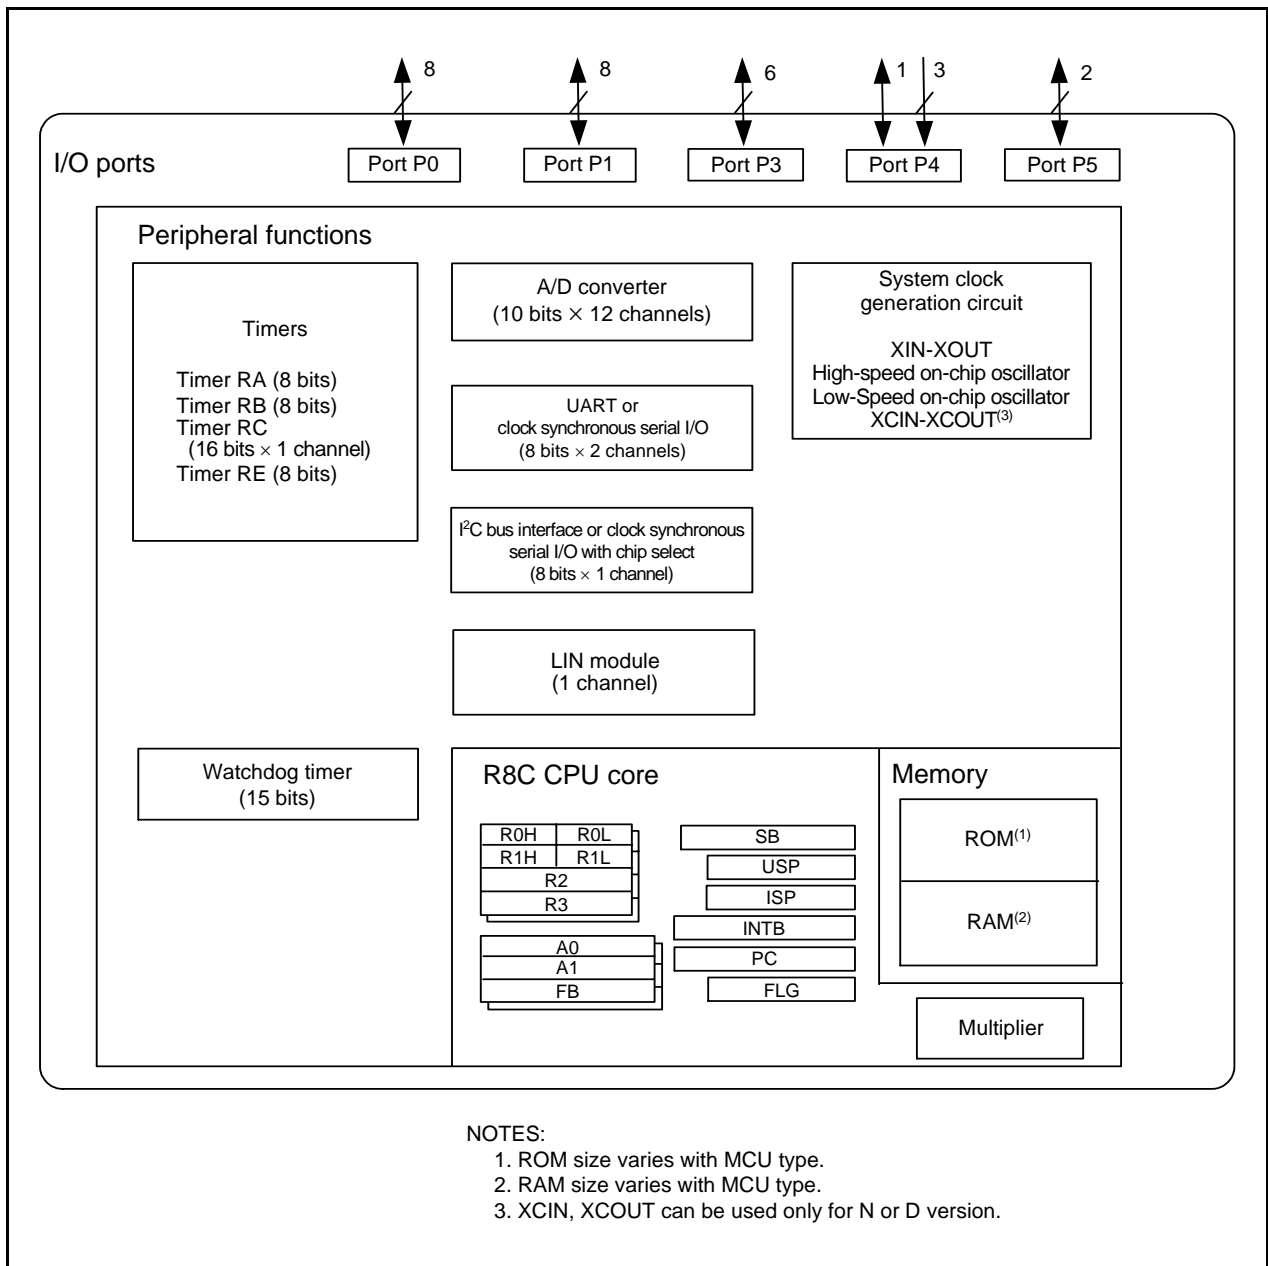 8
8
6
1
3
2
I/O ports
Port P0
Port P1
Port P3
Port P4
Port P5
Peripheral functions
Timers
Timer RA (8 bits)
Timer RB (8 bits)
Timer RC
(16 bits × 1 channel)
Timer RE (8 bits)
A/D converter
(10 bits × 12 channels)
System clock
generation circuit
XIN-XOUT
High-speed on-chip oscillator
Low-Speed on-chip oscillator
XCIN-XCOUT(3)
UART or
clock synchronous serial I/O
(8 bits × 2 channels)
I²C bus interface or clock synchronous
serial I/O with chip select
(8 bits × 1 channel)
LIN module
(1 channel)
Watchdog timer
(15 bits)
R8C CPU core
R0H
R0L
R1H
R1L
R2
R3
A0
A1
FB
SB
USP
ISP
INTB
PC
FLG
Memory
ROM(1)
RAM(2)
Multiplier
NOTES:
1. ROM size varies with MCU type.
2. RAM size varies with MCU type.
3. XCIN, XCOUT can be used only for N or D version.